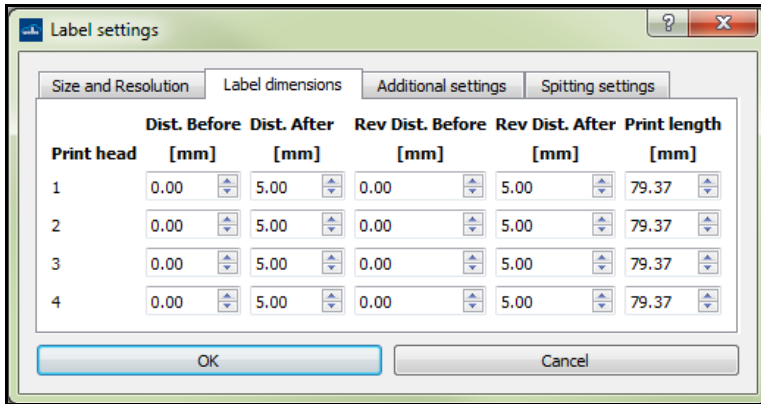 Label settings
Size and Resolution Label dimensions Additional settings Spitting settings
Dist. Before Dist. After Rev Dist. Before Rev Dist. After Print length
Print head [mm] [mm] [mm] [mm] [mm]
1 0.00 5.00 0.00 5.00 79.37
2 0.00 5.00 0.00 5.00 79.37
3 0.00 5.00 0.00 5.00 79.37
4 0.00 5.00 0.00 5.00 79.37
OK Cancel